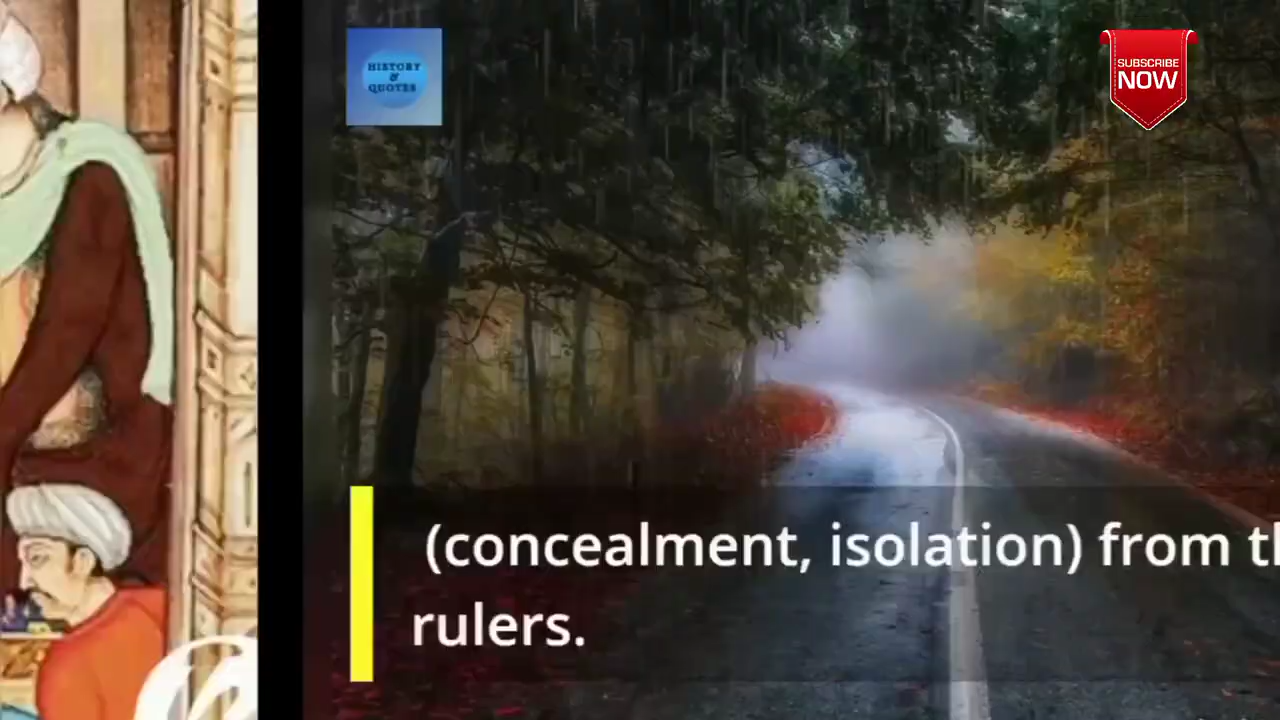 HISTORY
&
QUOTES
SUBSCRIBE
NOW
(concealment, isolation) from
rulers.